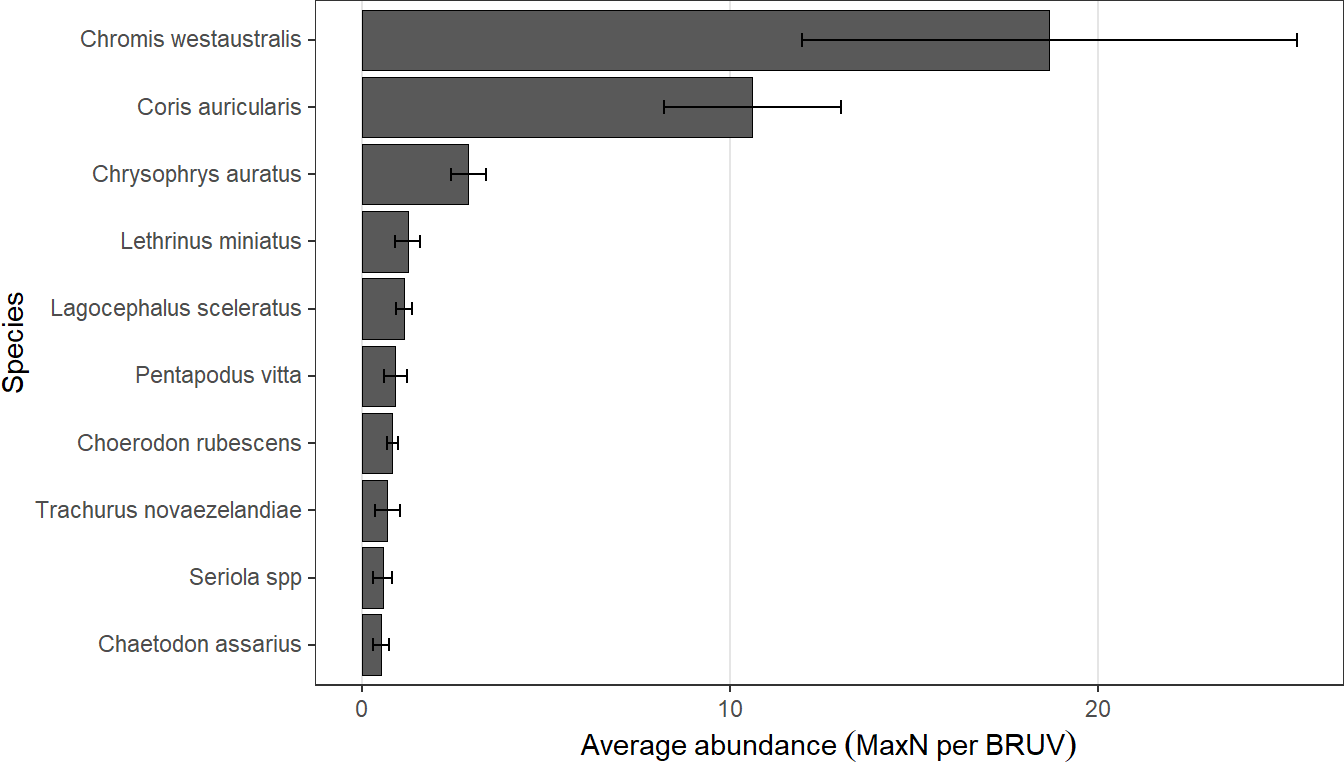 Chromis westaustralis
Coris auricularis
Chrysophrys auratus
Lethrinus miniatus
Lagocephalus sceleratus
Pentapodus vitta
Choerodon rubescens
Trachurus novaezelandiae
Seriola spp
Chaetodon assarius
Species
0 10 20
Average abundance (MaxN per BRUV)